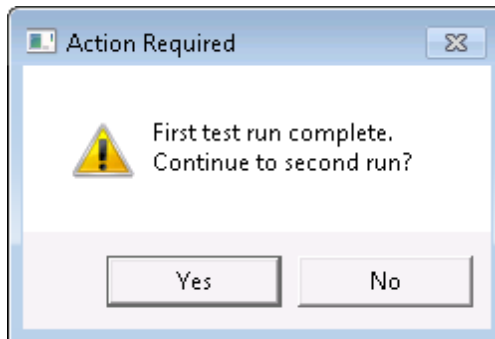 Action Required
First test run complete.
Continue to second run?
Yes
No